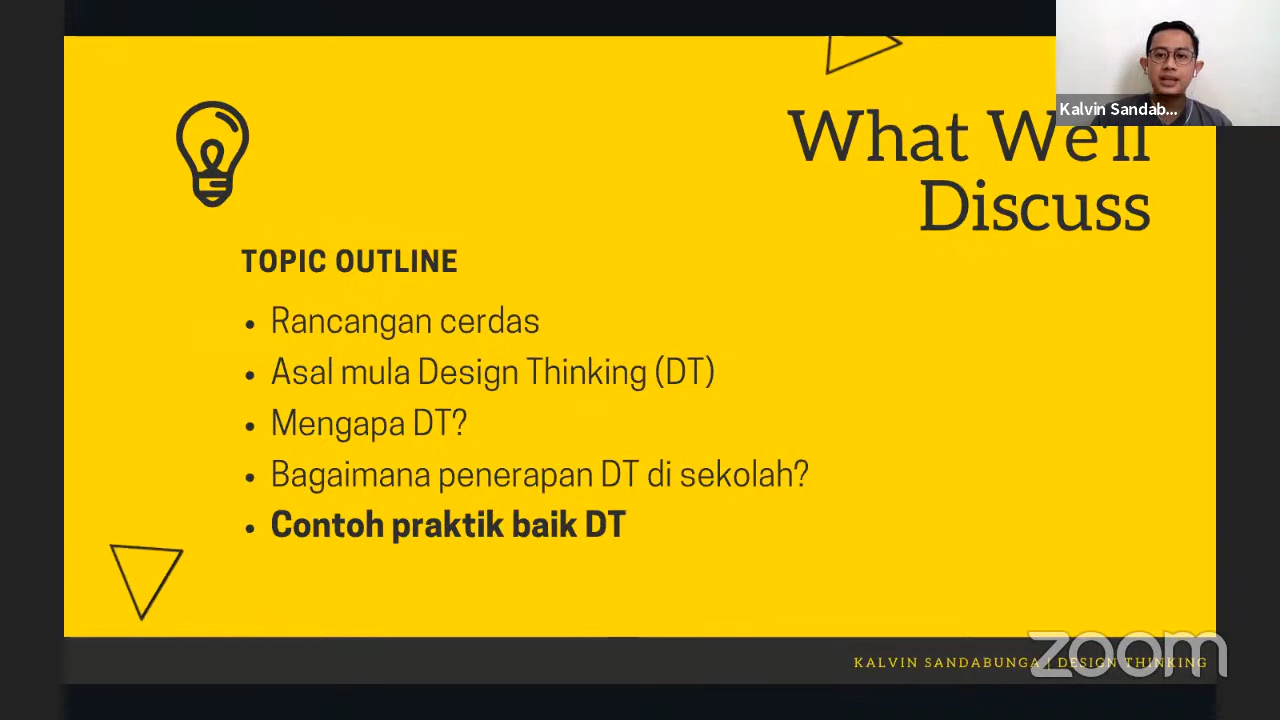 Kalvin Sandab...
What We'll
Discuss
TOPIC OUTLINE
• Rancangan cerdas
• Asal mula Design Thinking (DT)
• Mengapa DT?
• Bagaimana penerapan DT di sekolah?
• Contoh praktik baik DT
KALVIN SANDABUNGA | DESIGN THINKING
zoom